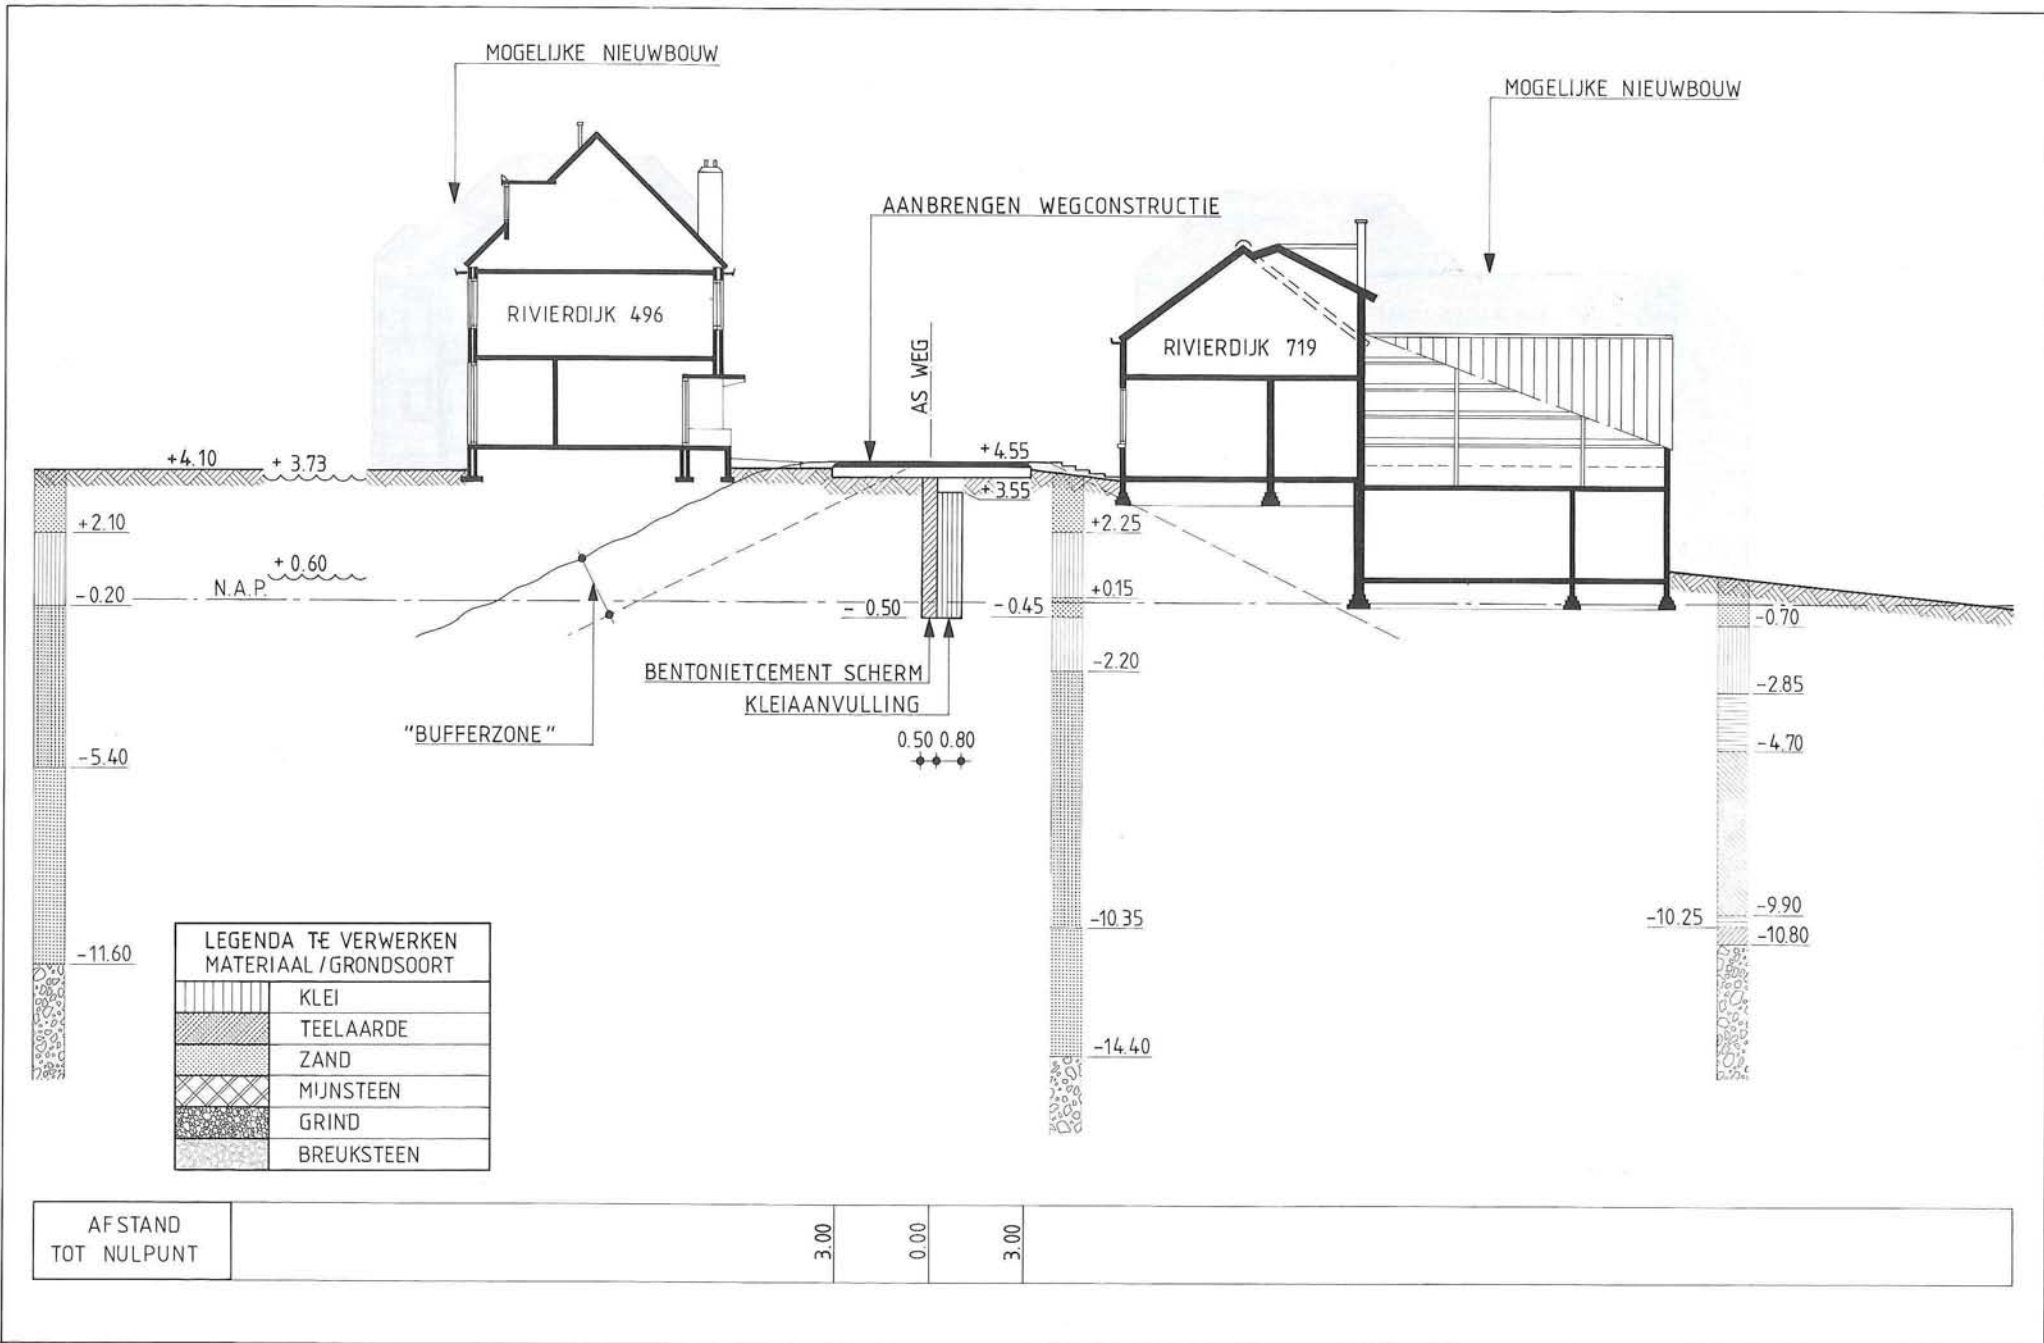 MOGELIJKE NIEUWBOUW
MOGELIJKE NIEUWBOUW
AANBRENGEN WEGCONSTRUCTIE
RIVIERDIJK 496
AS WEG
RIVIERDIJK 719
+4.10
+ 3.73
+4.55
+3.55
+2.10
+2.25
+ 0.60
N.A.P.
-0.20
- 0.50
-0.45
+0.15
-0.70
BENTONIETCEMENT SCHERM
-2.20
KLEIAANVULLING
-2.85
"BUFFERZONE"
0.50 0.80
-5.40
-4.70
-10.35
-10.25
-9.90
-10.80
-11.60
-14.40
LEGENDA TE VERWERKEN
MATERIAAL / GRONDSOORT
KLEI
TEELAARDE
ZAND
MIJNSTEEN
GRIND
BREUKSTEEN
AFSTAND
TOT NULPUNT
3.00
0.00
3.00